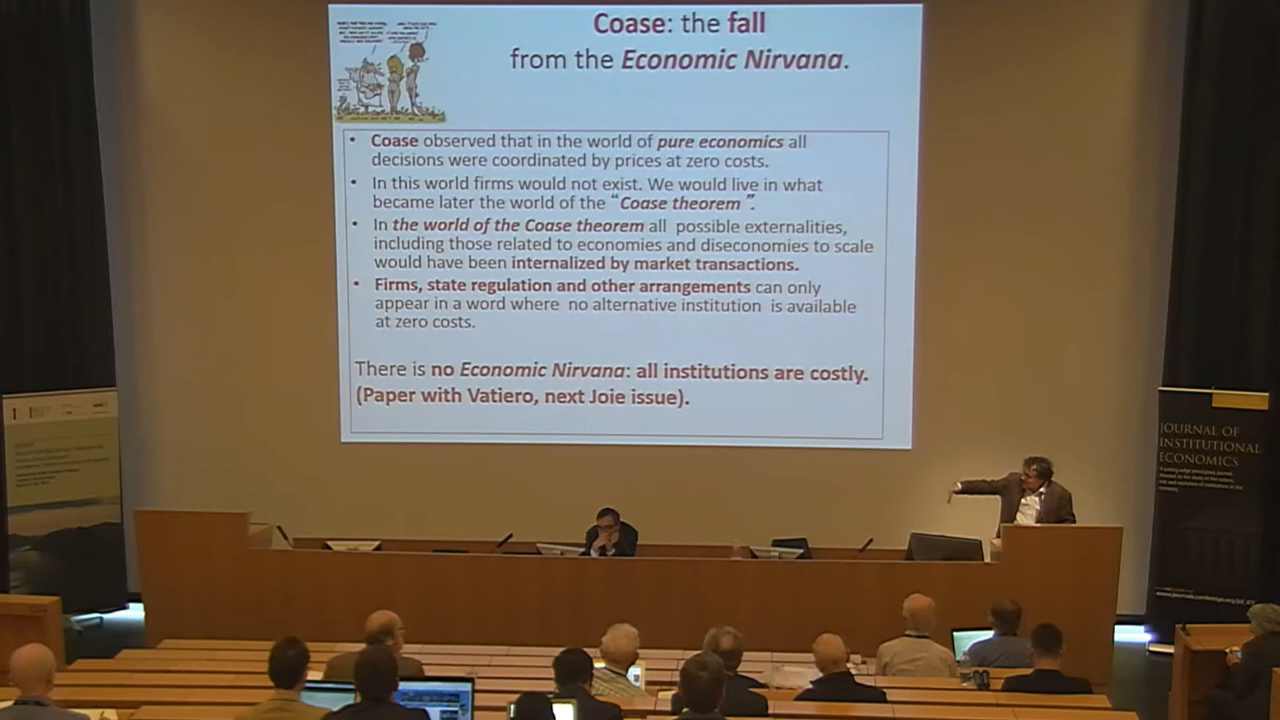 Coase: the fall
from the Economic Nirvana.
• Coase observed that in the world of pure economics all
decisions were coordinated by prices at zero costs.
• In this world firms would not exist. We would live in what
became later the world of the “Coase theorem ”.
• In the world of the Coase theorem all possible externalities,
including those related to economies and diseconomies to scale
would have been internalized by market transactions.
• Firms, state regulation and other arrangements can only
appear in a word where no alternative institution is available
at zero costs.
There is no Economic Nirvana: all institutions are costly.
(Paper with Vatiero, next Joie issue).
JOURNAL OF
INSTITUTIONAL
ECONOMICS